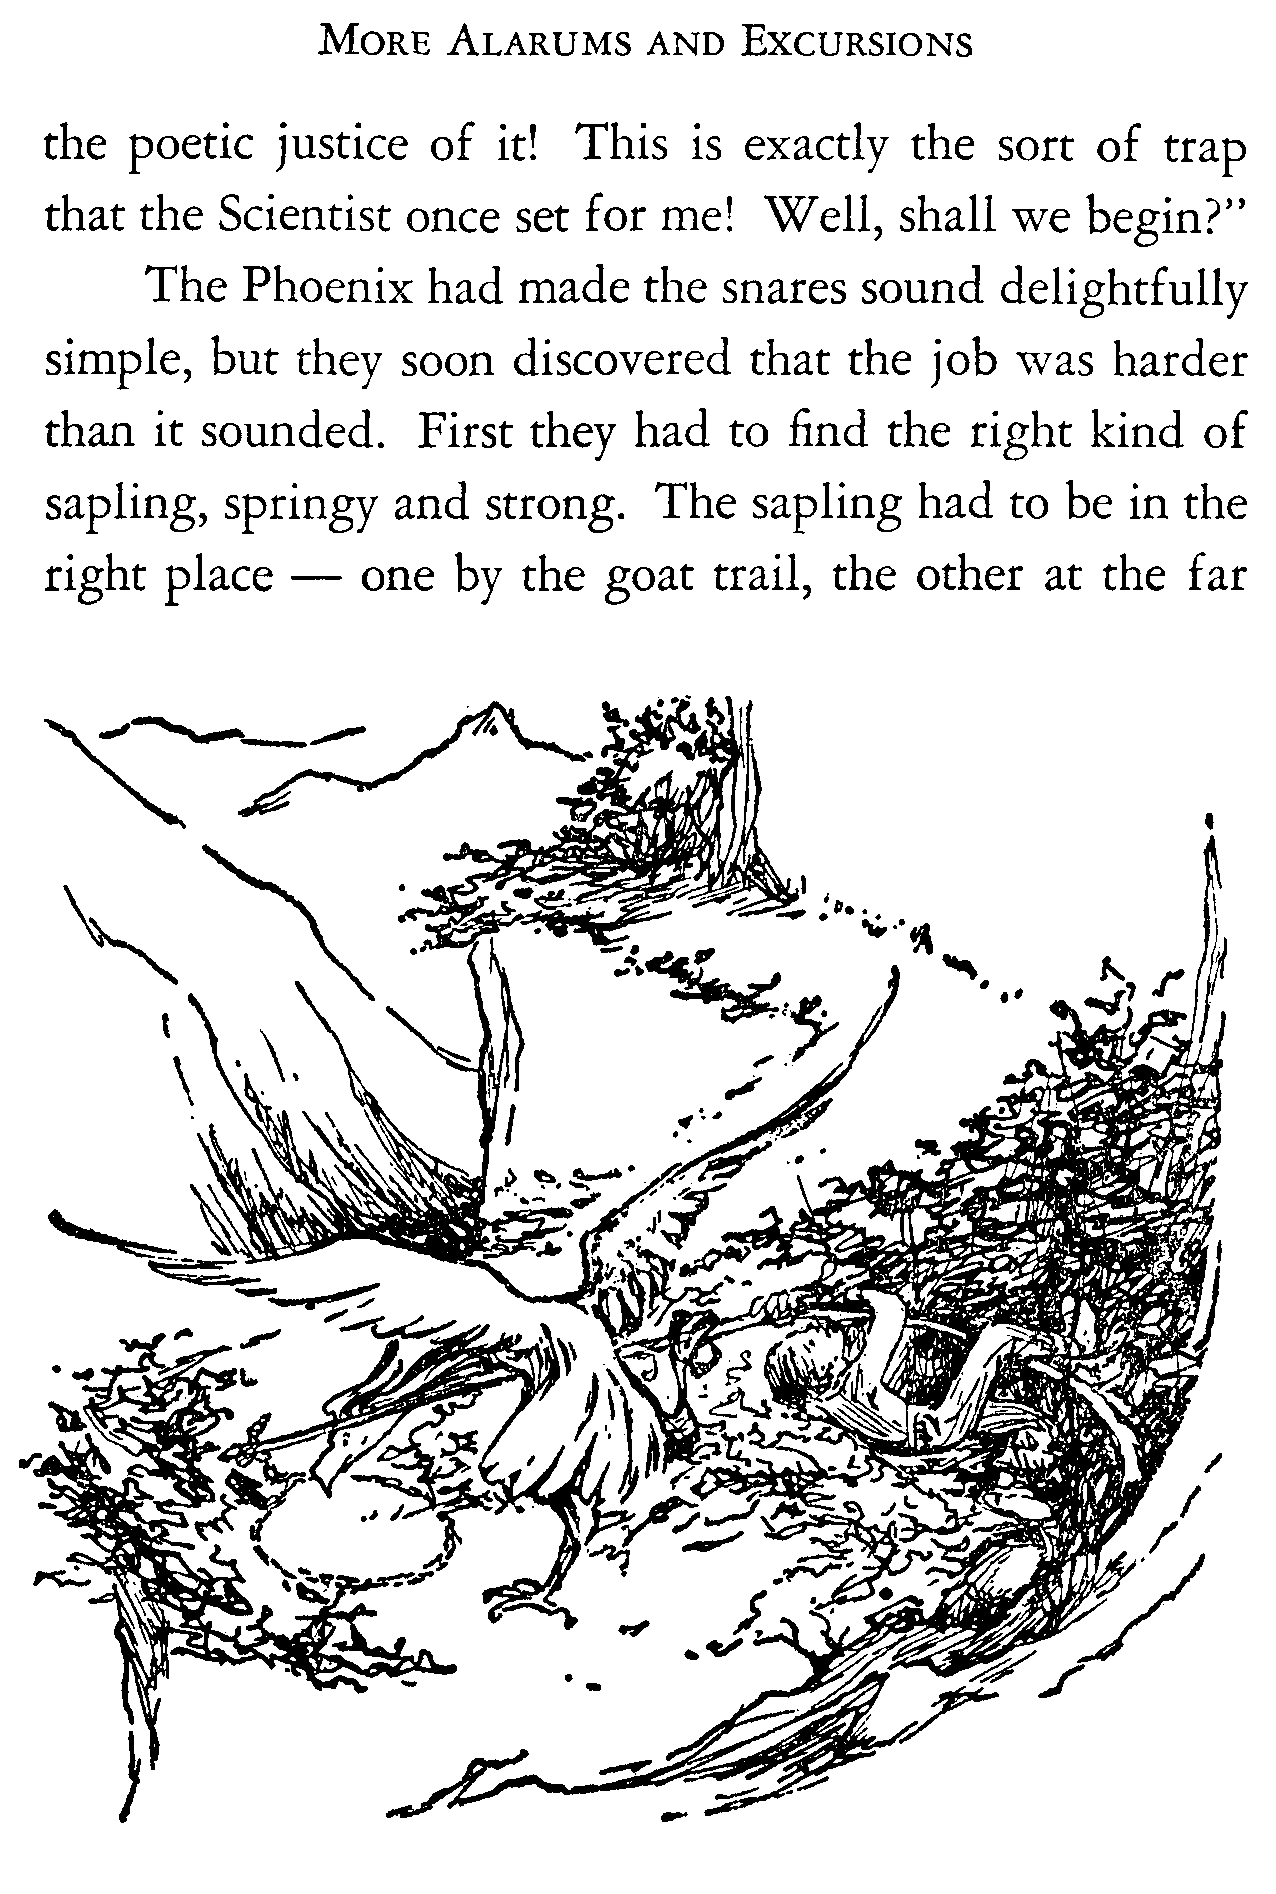 More Alarums and Excursions
the poetic justice of it! This is exactly the sort of trap
that the Scientist once set for me! Well, shall we begin?”
The Phoenix had made the snares sound delightfully
simple, but they soon discovered that the job was harder
than it sounded. First they had to find the right kind of
sapling, springy and strong. The sapling had to be in the
right place — one by the goat trail, the other at the far